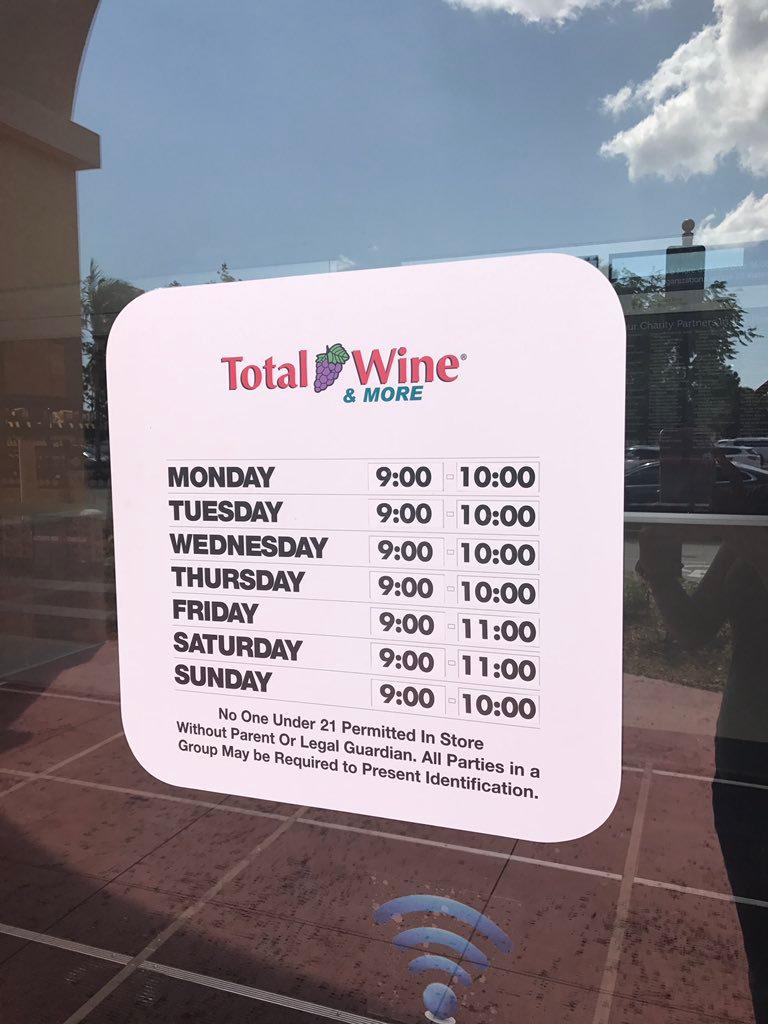 Total Wine®
& MORE
MONDAY 9:00 - 10:00
TUESDAY 9:00 - 10:00
WEDNESDAY 9:00 - 10:00
THURSDAY 9:00 - 10:00
FRIDAY 9:00 - 11:00
SATURDAY 9:00 - 11:00
SUNDAY 9:00 - 10:00
No One Under 21 Permitted In Store
Without Parent Or Legal Guardian. All Parties in a
Group May be Required to Present Identification.
Charity